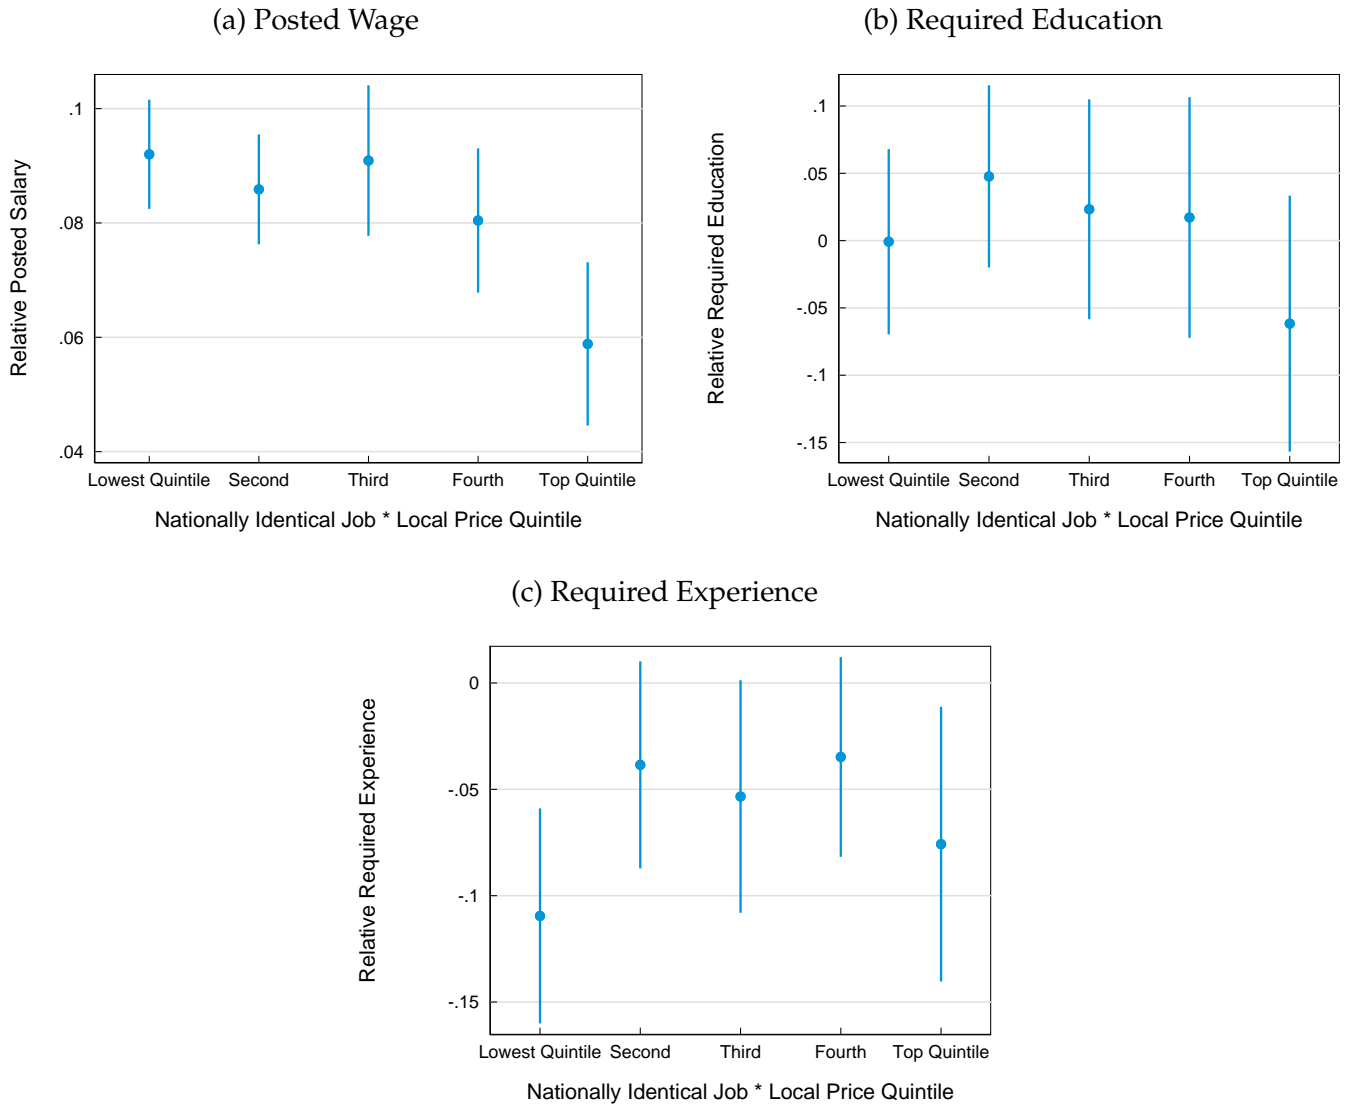 (a) Posted Wage
Relative Posted Salary
.1
.08
.06
.04
Lowest Quintile
Second
Third
Fourth
Top Quintile
Nationally Identical Job * Local Price Quintile
(b) Required Education
Relative Required Education
.1
.05
0
-.05
-.1
-.15
Lowest Quintile
Second
Third
Fourth
Top Quintile
Nationally Identical Job * Local Price Quintile
(c) Required Experience
Relative Required Experience
0
-.05
-.1
-.15
Lowest Quintile
Second
Third
Fourth
Top Quintile
Nationally Identical Job * Local Price Quintile